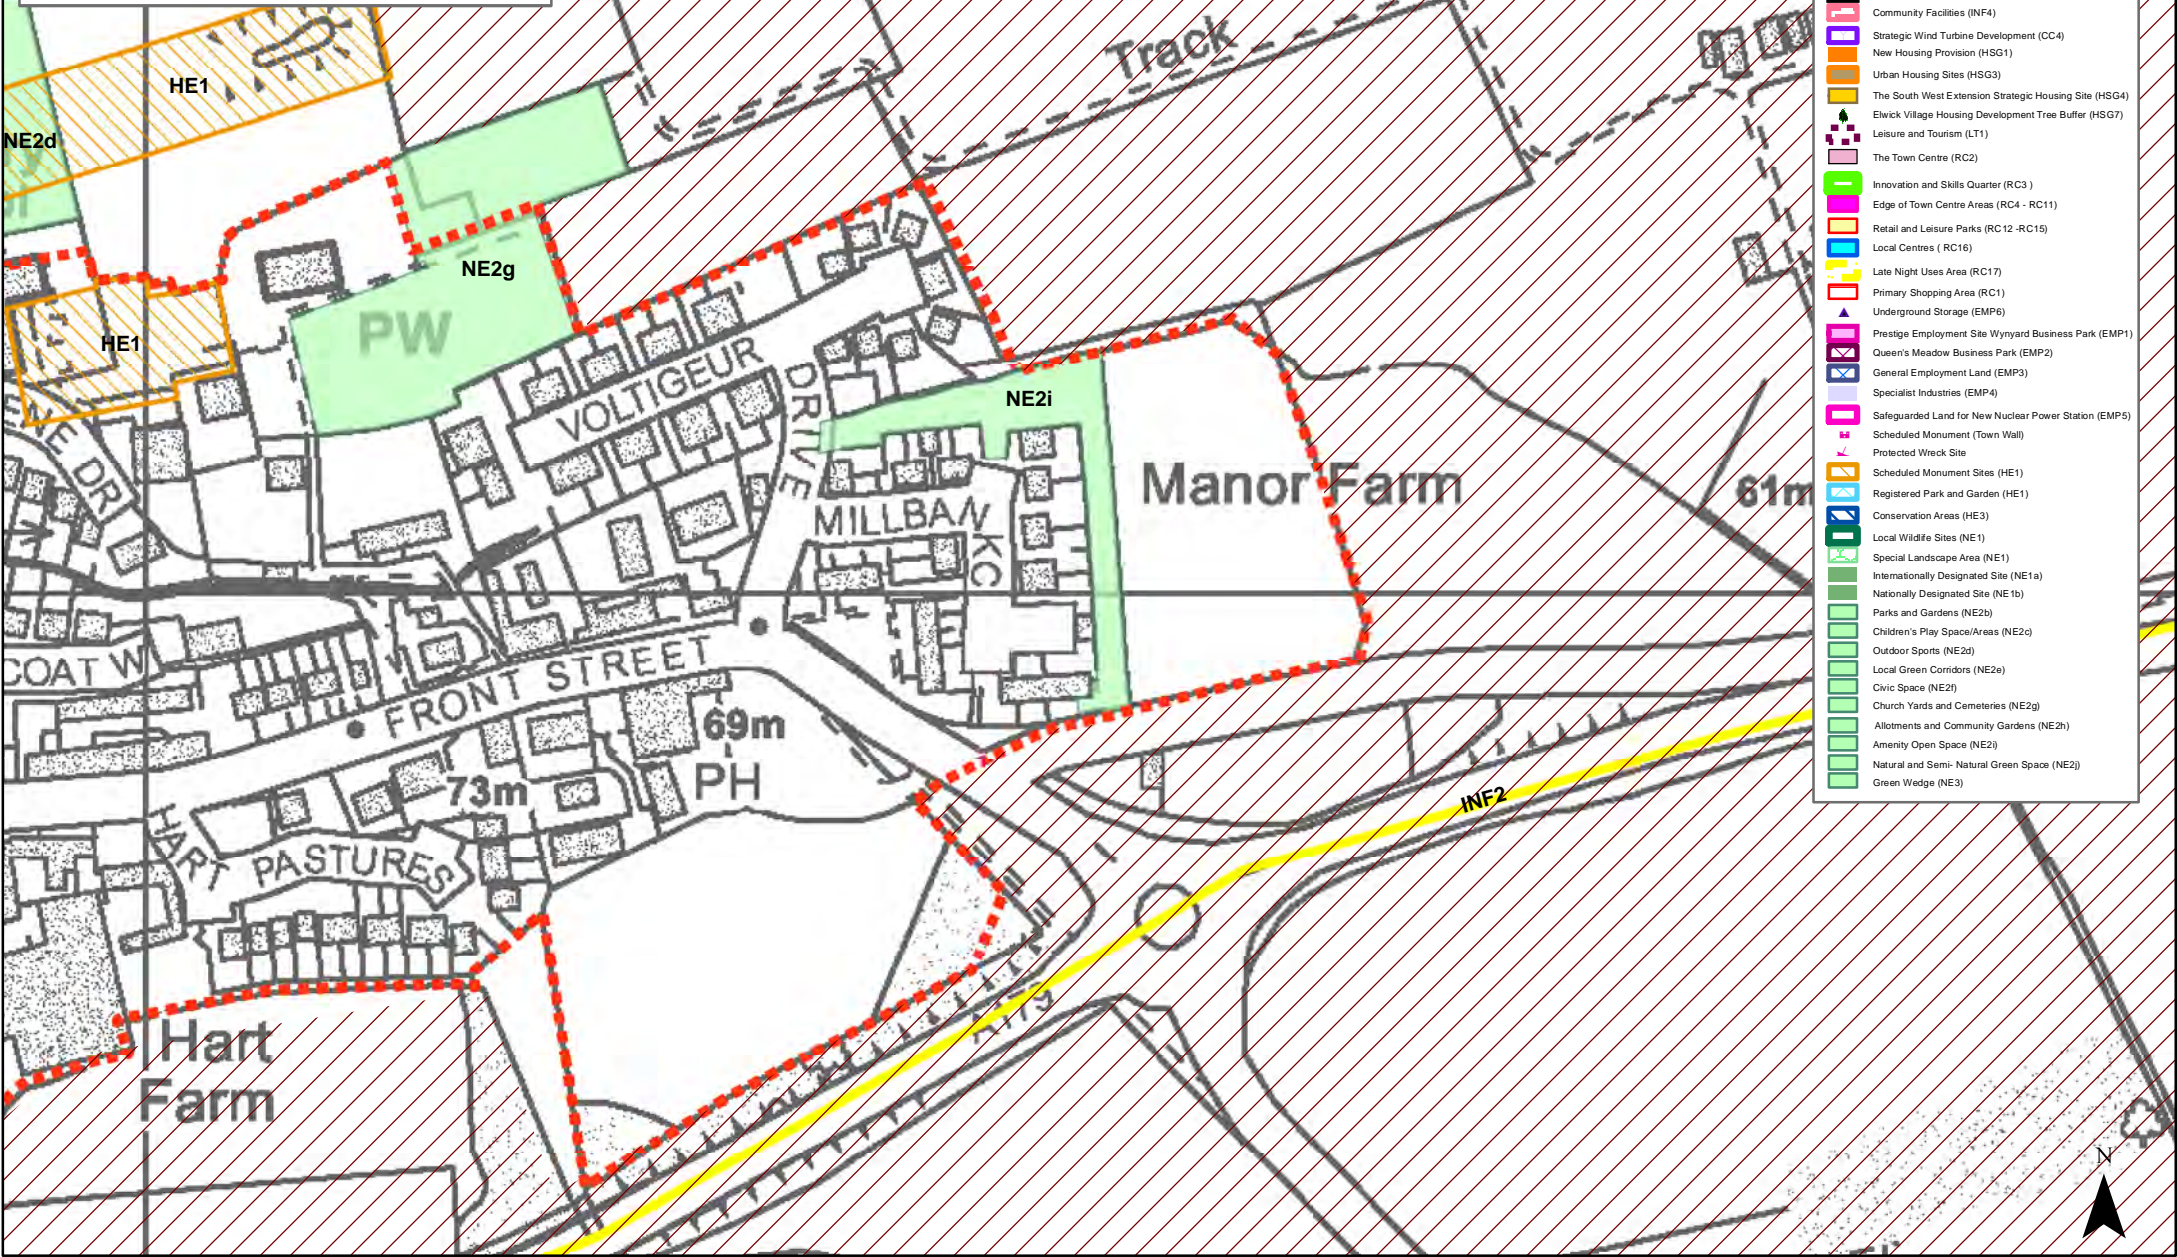 Track
HE1
NE2d
NE2g
PW
HE1
VOLTIGEUR
DRIVE
NE2i
Manor Farm
61m
ENE DR
MILLBAN
K C
COAT W
FRONT STREET
69m
PH
73m
HART
PASTURES
INF2
A179
Hart
Farm
N
Community Facilities (INF4)
Strategic Wind Turbine Development (CC4)
New Housing Provision (HSG1)
Urban Housing Sites (HSG3)
The South West Extension Strategic Housing Site (HSG4)
Elwick Village Housing Development Tree Buffer (HSG7)
Leisure and Tourism (LT1)
The Town Centre (RC2)
Innovation and Skills Quarter (RC3 )
Edge of Town Centre Areas (RC4 - RC11)
Retail and Leisure Parks (RC12 -RC15)
Local Centres ( RC16)
Late Night Uses Area (RC17)
Primary Shopping Area (RC1)
Underground Storage (EMP6)
Prestige Employment Site Wynyard Business Park (EMP1)
Queen's Meadow Business Park (EMP2)
General Employment Land (EMP3)
Specialist Industries (EMP4)
Safeguarded Land for New Nuclear Power Station (EMP5)
Scheduled Monument (Town Wall)
Protected Wreck Site
Scheduled Monument Sites (HE1)
Registered Park and Garden (HE1)
Conservation Areas (HE3)
Local Wildlife Sites (NE1)
Special Landscape Area (NE1)
Internationally Designated Site (NE1a)
Nationally Designated Site (NE1b)
Parks and Gardens (NE2b)
Children's Play Space/Areas (NE2c)
Outdoor Sports (NE2d)
Local Green Corridors (NE2e)
Civic Space (NE2f)
Church Yards and Cemeteries (NE2g)
Allotments and Community Gardens (NE2h)
Amenity Open Space (NE2i)
Natural and Semi- Natural Green Space (NE2j)
Green Wedge (NE3)